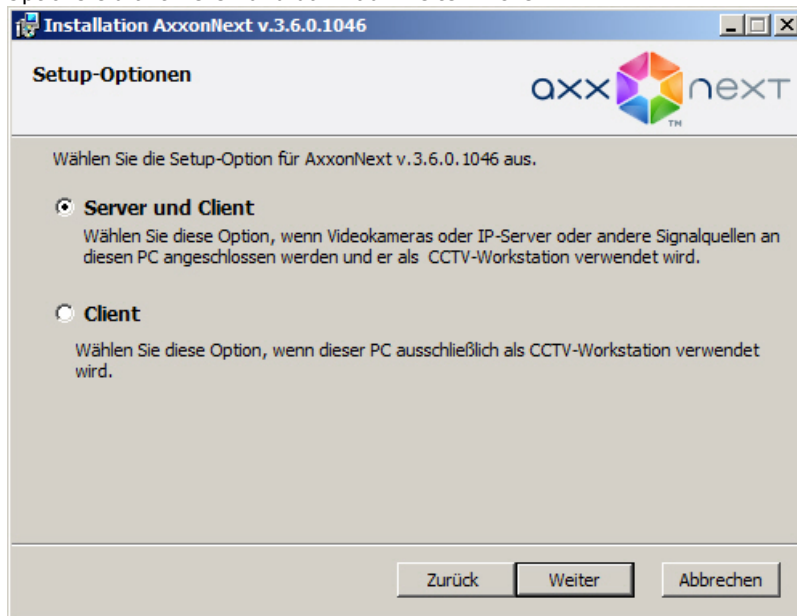 Installation AxxonNext v.3.6.0.1046
Setup-Optionen
axx next
TM
Wählen Sie die Setup-Option für AxxonNext v.3.6.0.1046 aus.
Server und Client
Wählen Sie diese Option, wenn Videokameras oder IP-Server oder andere Signalquellen an
diesen PC angeschlossen werden und er als CCTV-Workstation verwendet wird.
Client
Wählen Sie diese Option, wenn dieser PC ausschließlich als CCTV-Workstation verwendet
wird.
Zurück
Weiter
Abbrechen